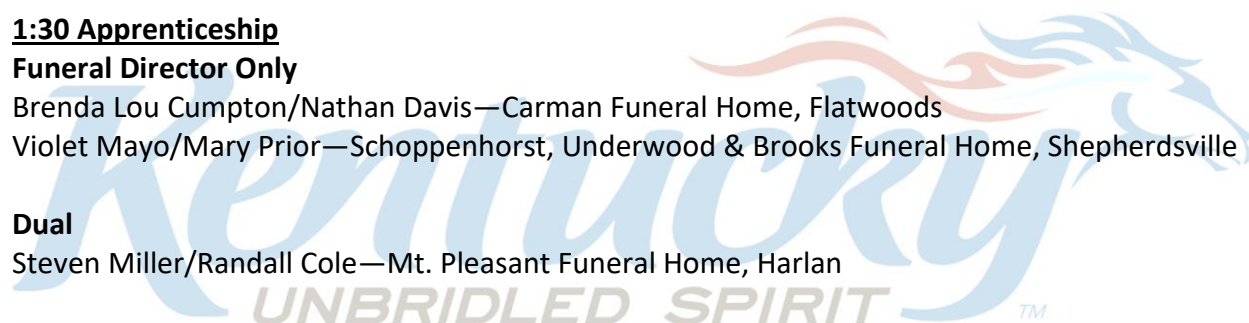 1:30 Apprenticeship
Funeral Director Only
Brenda Lou Cumpton/Nathan Davis—Carman Funeral Home, Flatwoods
Violet Mayo/Mary Prior—Schoppenhorst, Underwood & Brooks Funeral Home, Shepherdsville
Dual
Steven Miller/Randall Cole—Mt. Pleasant Funeral Home, Harlan
Kentucky
UNBRIDLED SPIRIT TM